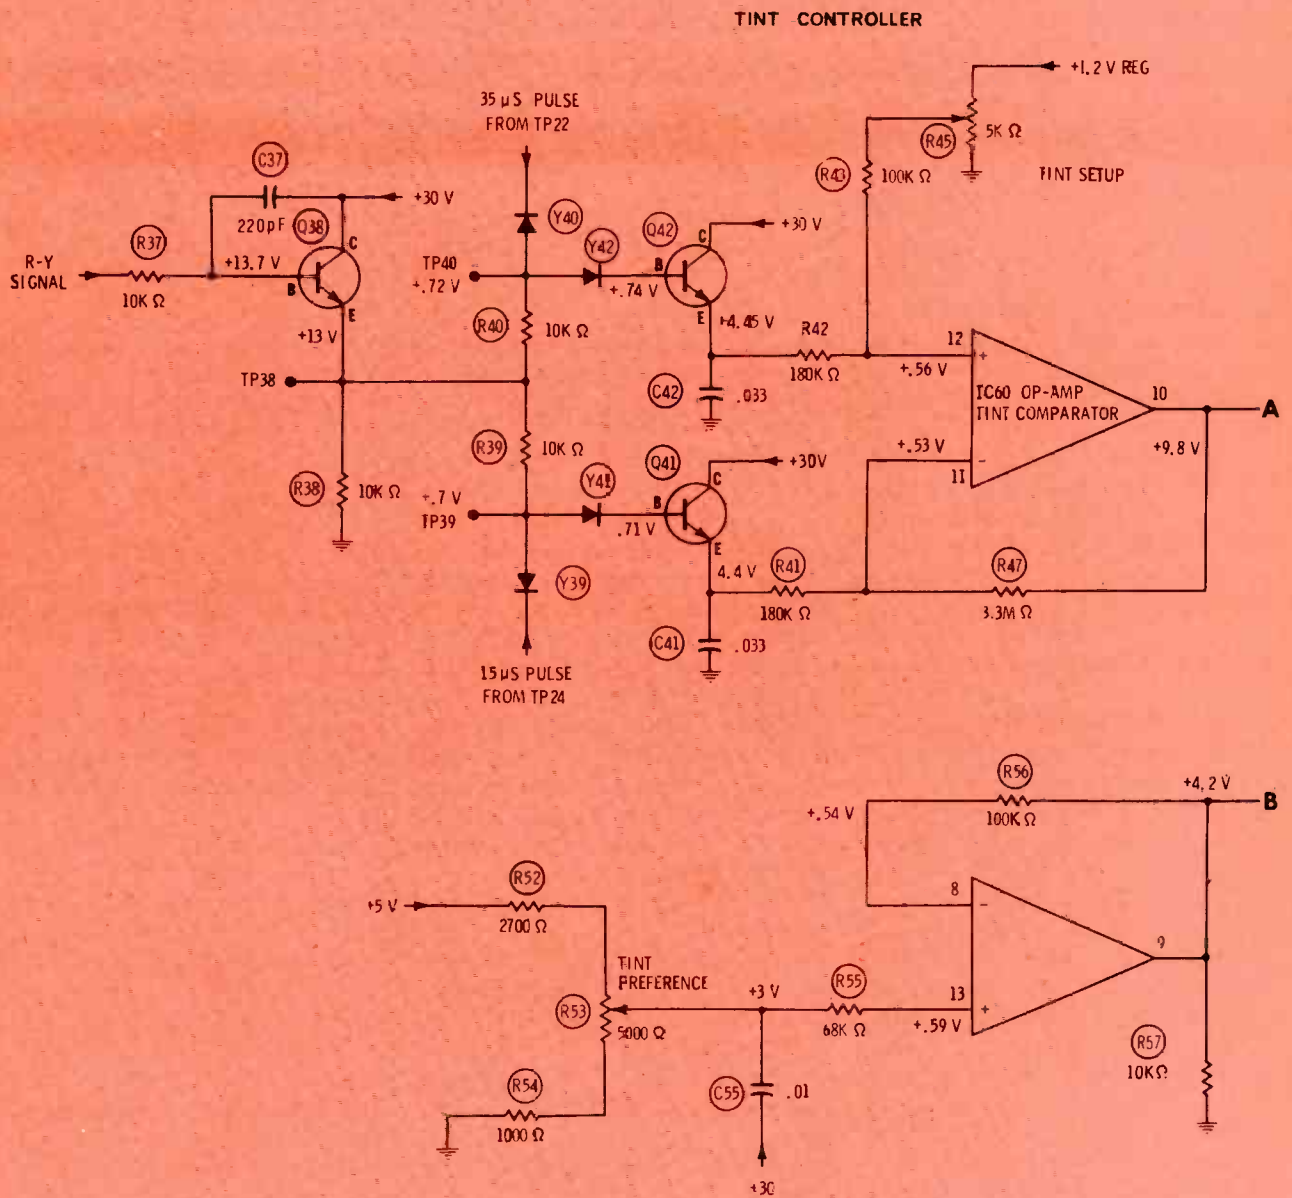 TINT CONTROLLER
+1.2 V REG
35 µS PULSE
FROM TP22
R45
5K Ω
C37
R43
100K Ω
TINT SETUP
+30 V
220pF
Q38
Y40
Q42
+30 V
R37
C
Y42
C
R-Y
SIGNAL
+13.7 V
B
TP40
+.72 V
B
+.74 V
10K Ω
E
E
+13 V
R40
10K Ω
+4.45 V
R42
12
+
TP38
180K Ω
+.56 V
C42
.033
IC60 OP-AMP
TINT COMPARATOR
10
A
R39
10K Ω
Q41
+30V
+.53 V
-
11
+9.8 V
R38
10K Ω
+.7 V
TP39
Y41
C
B
.71 V
E
Y39
4.4 V
R41
R47
180K Ω
3.3M Ω
C41
.033
15 µS PULSE
FROM TP24
R56
+4.2 V
B
+.54 V
100K Ω
R52
+5 V
2700 Ω
8
-
9
TINT
PREFERENCE
+3 V
R55
13
+
R53
5000 Ω
68K Ω
+.59 V
R57
10KΩ
R54
C55
.01
1000 Ω
+30